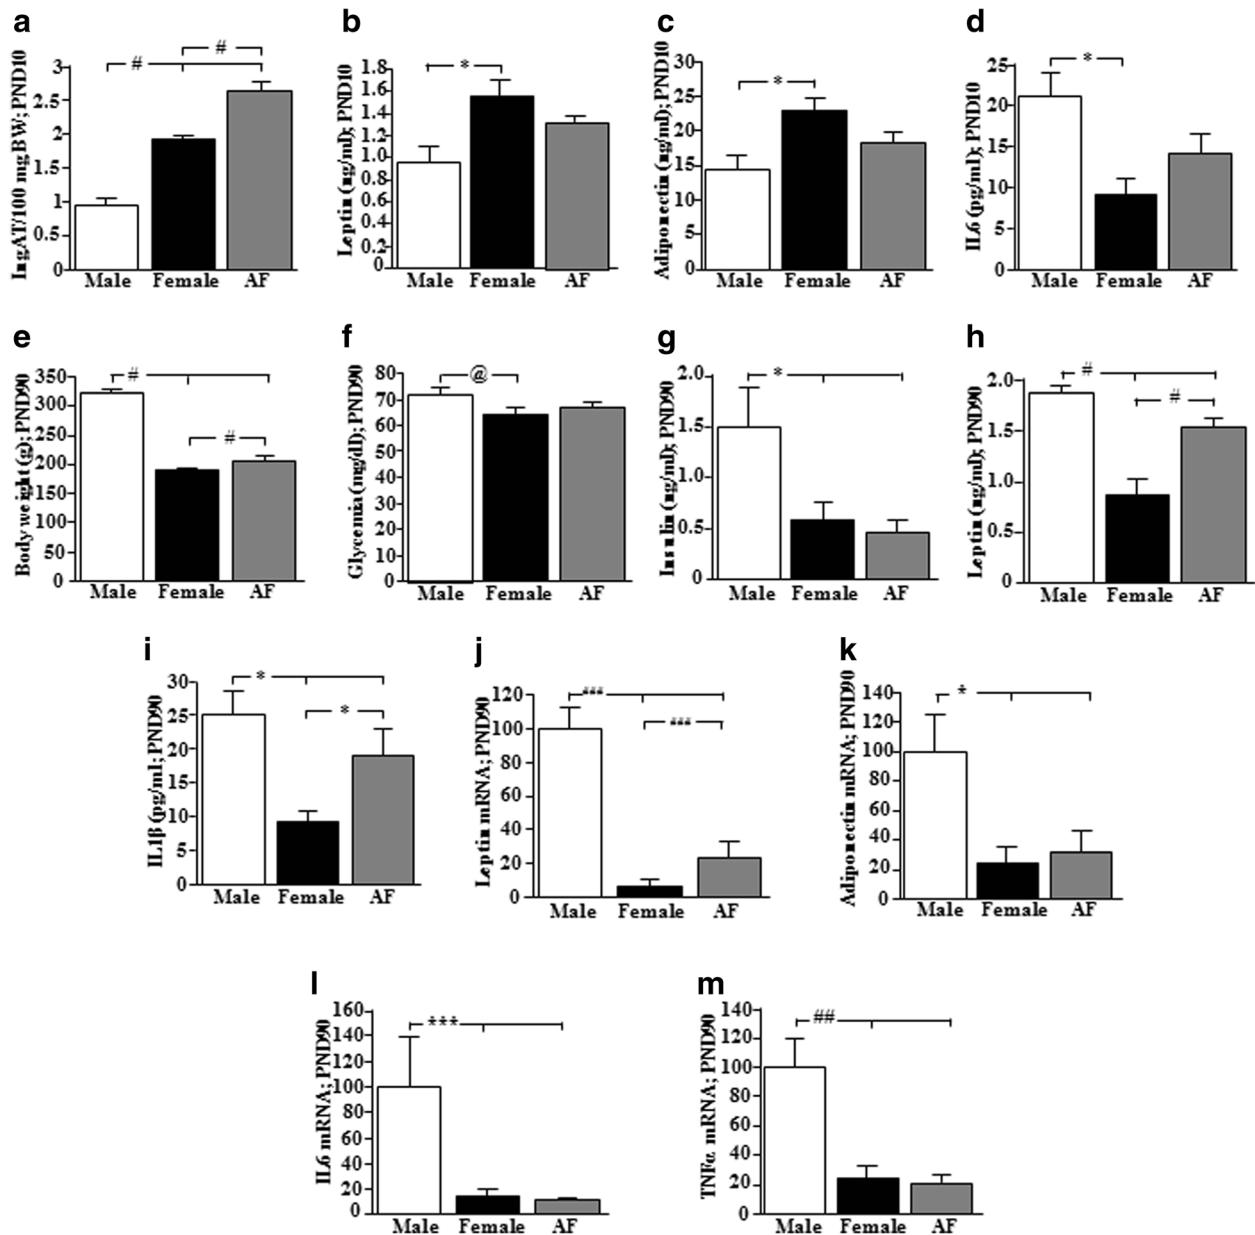 a
IngAT/100 mg BW; PND10
3
2.5
2
1.5
1
0.5
0
#
#
Male Female AF
b
Leptin (ng/ml); PND10
1.8
1.6
1.4
1.2
1.0
0.8
0.6
0.4
0.2
0
*
Male Female AF
c
Adiponectin (ng/ml); PND10
30
25
20
15
10
5
0
*
Male Female AF
d
IL6 (pg/ml); PND10
25
20
15
10
5
0
*
Male Female AF
e
Body weight (g); PND90
350
300
250
200
150
100
50
0
#
#
Male Female AF
f
Glycemia (mg/dl); PND90
80
70
60
50
40
30
20
10
0
@
Male Female AF
g
Insulin (ng/ml); PND90
2.0
1.5
1.0
0.5
0
*
Male Female AF
h
Leptin (ng/ml); PND90
2.0
1.5
1.0
0.5
0
#
#
Male Female AF
i
IL1β (pg/ml; PND90
30
25
20
15
10
5
0
*
*
Male Female AF
j
Leptin mRNA; PND90
120
100
80
60
40
20
0
###
###
Male Female AF
k
Adiponectin mRNA; PND90
140
120
100
80
60
40
20
0
*
Male Female AF
l
IL6 mRNA; PND90
160
140
120
100
80
60
40
20
0
***
Male Female AF
m
TNFα mRNA; PND90
140
120
100
80
60
40
20
0
##
Male Female AF